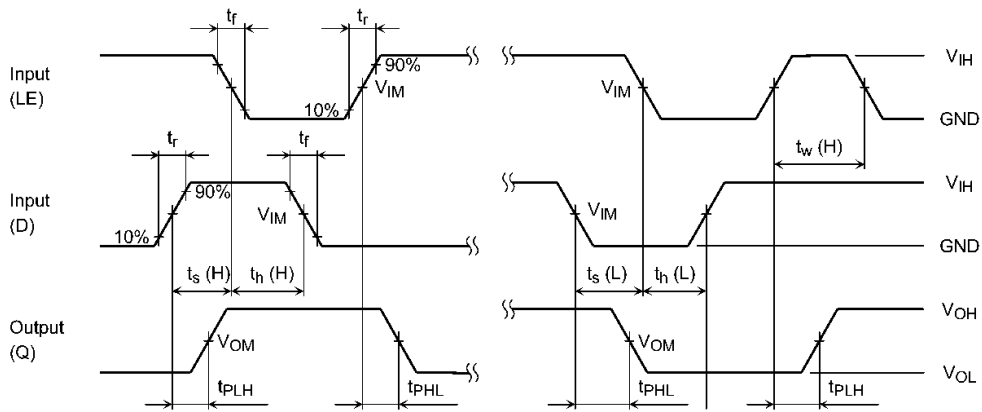 tf
tr
Input
(LE)
90%
VIM
10%
VIM
VIH
GND
tr
tf
tw (H)
Input
(D)
90%
VIM
10%
VIM
VIH
GND
ts (H)
th (H)
ts (L)
th (L)
Output
(Q)
VOM
VOM
VOH
VOL
tPLH
tPHL
tPHL
tPLH